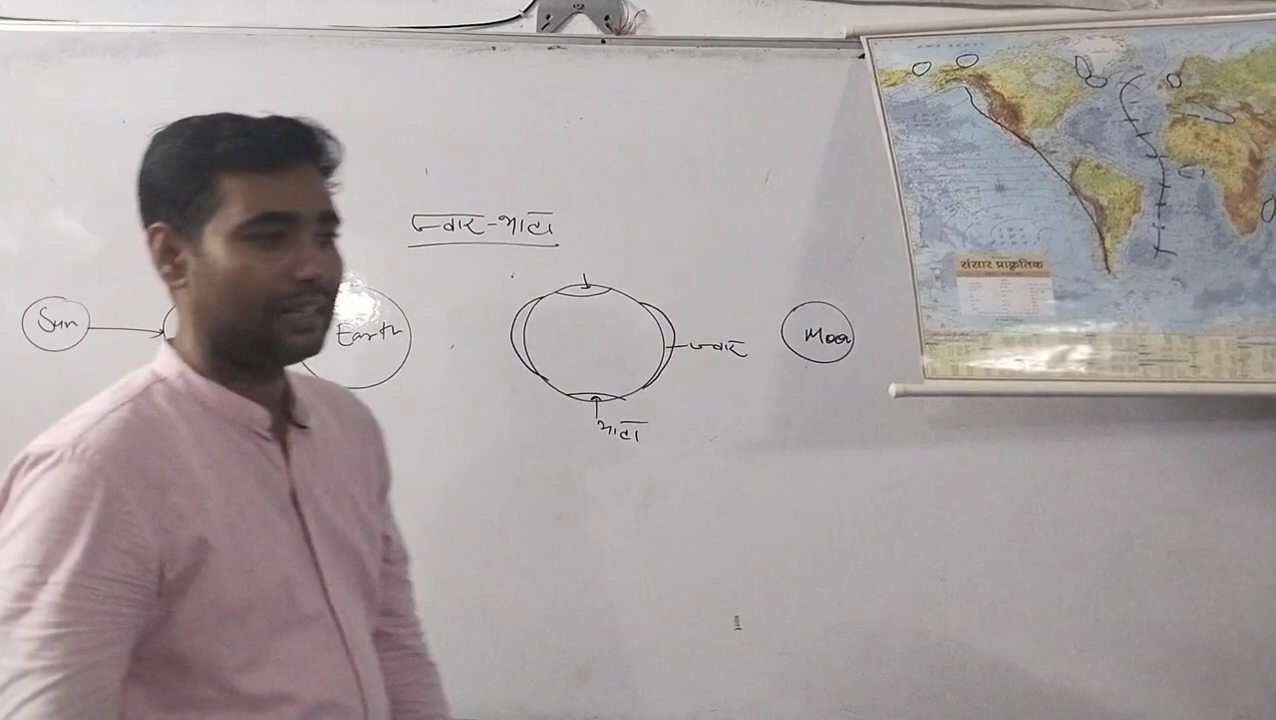 ज्वार-भाटा
Sun
Earth
ज्वार
Moon
भाटा
संसार प्राकृतिक